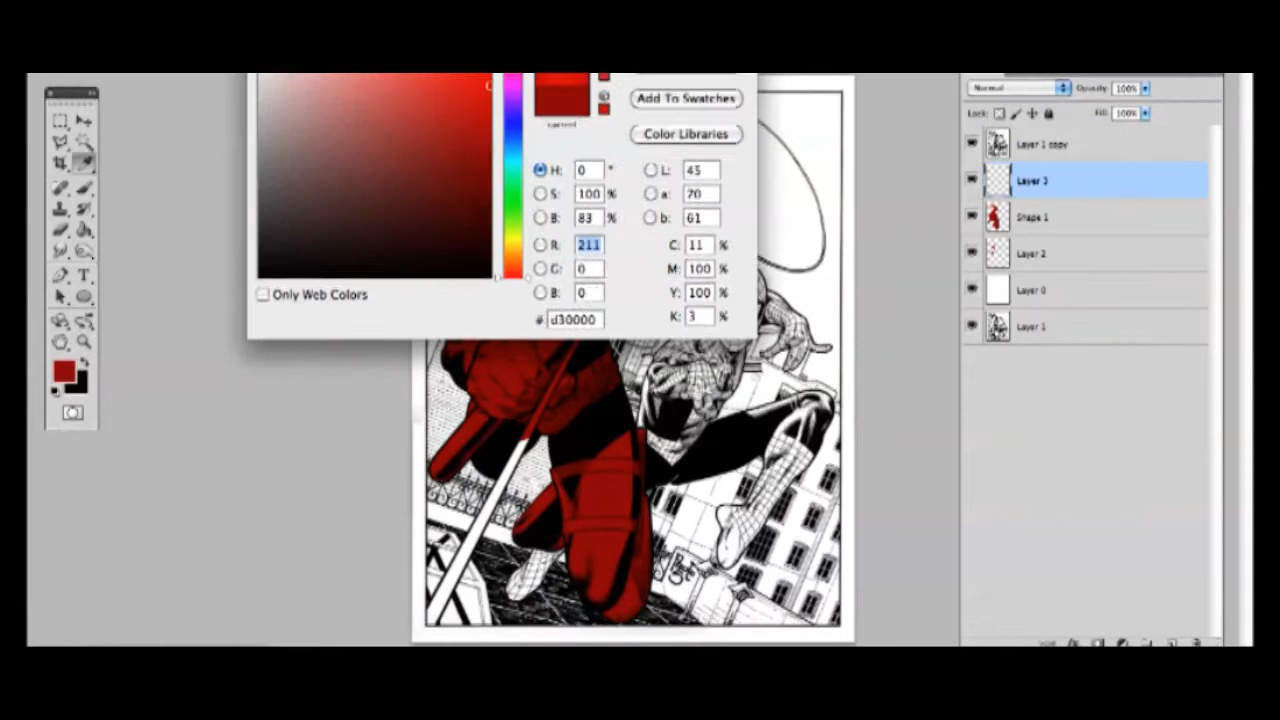 Add To Swatches
Color Libraries
H: 0 °
S: 100 %
B: 83 %
R: 211
G: 0
B: 0
# d30000
L: 45
a: 70
b: 61
C: 11 %
M: 100 %
Y: 100 %
K: 3 %
Only Web Colors
Normal
Opacity: 100%
Lock:
Fill: 100%
Layer 1 copy
Layer 3
Shape 1
Layer 2
Layer 0
Layer 1
T